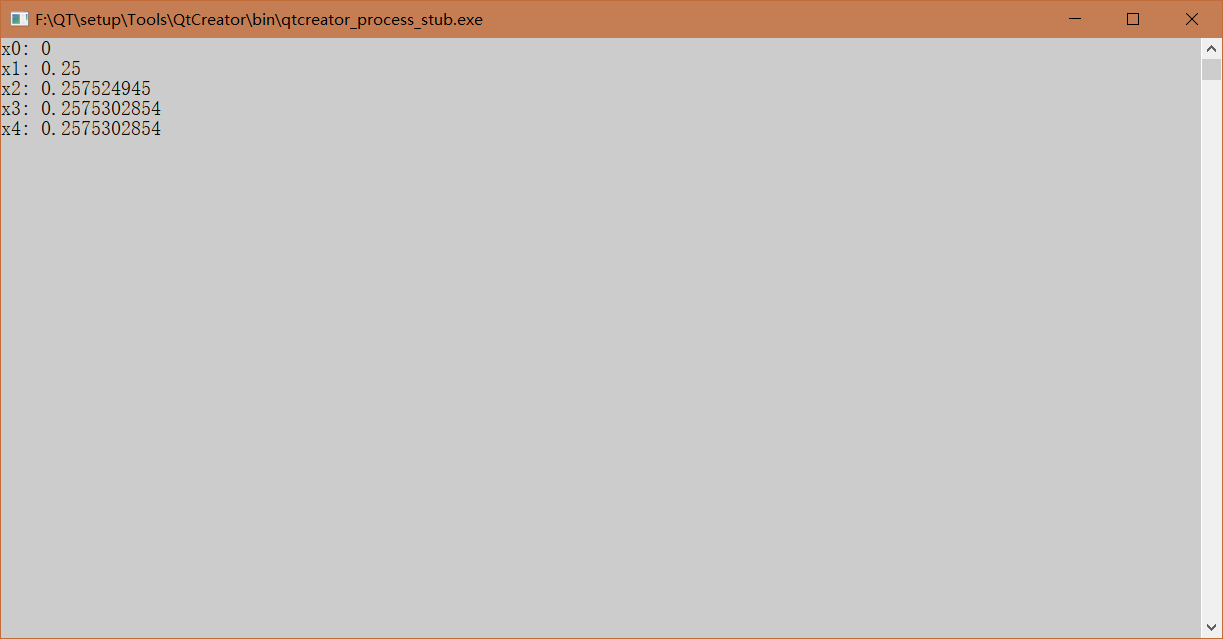 F:\QT\setup\Tools\QtCreator\bin\qtcreator_process_stub.exe
x0: 0
x1: 0.25
x2: 0.257524945
x3: 0.2575302854
x4: 0.2575302854